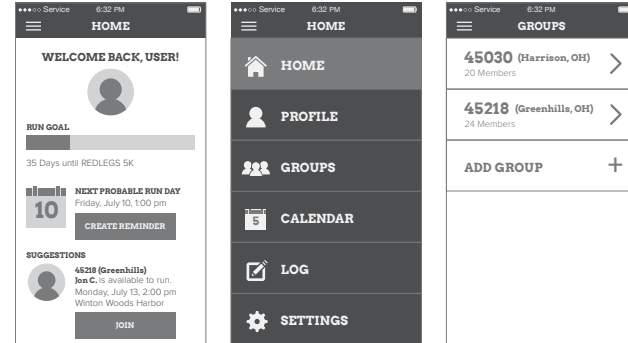 Service 6:32 PM
HOME
WELCOME BACK, USER!
RUN GOAL
35 Days until REDLEGS 5K
10
NEXT PROBABLE RUN DAY
Friday, July 10, 1:00 pm
CREATE REMINDER
SUGGESTIONS
45218 (Greenhills)
Jon C. is available to run.
Monday, July 13, 2:00 pm
Winton Woods Harbor
JOIN
Service 6:32 PM
HOME
HOME
PROFILE
GROUPS
5 CALENDAR
LOG
SETTINGS
Service 6:32 PM
GROUPS
45030 (Harrison, OH)
20 Members
45218 (Greenhills, OH)
24 Members
ADD GROUP +